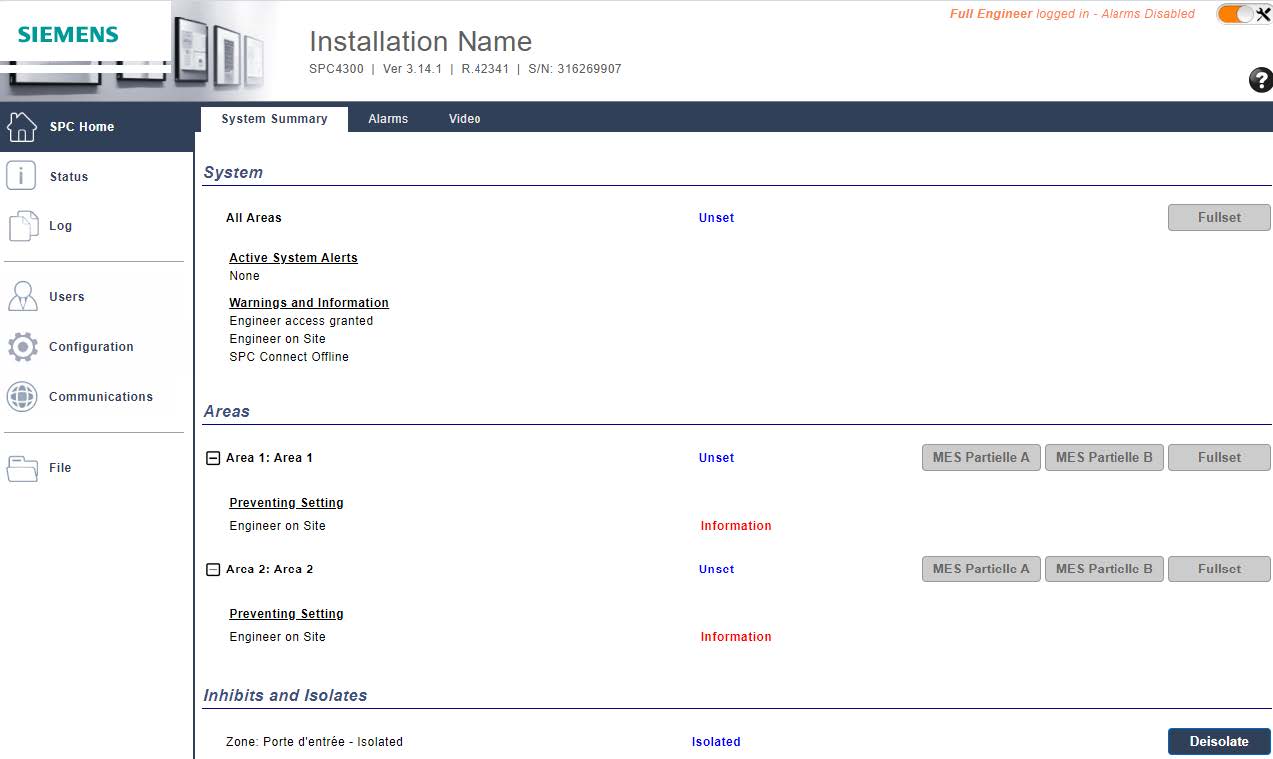 SIEMENS
Full Engineer logged in - Alarms Disabled
Installation Name
SPC4300 | Ver 3.14.1 | R.42341 | S/N: 316269907
?
SPC Home
System Summary Alarms Video
Status
Log
Users
Configuration
Communications
File
System
All Areas Unset Fullset
Active System Alerts
None
Warnings and Information
Engineer access granted
Engineer on Site
SPC Connect Offline
Areas
Area 1: Area 1 Unset MES Partielle A MES Partielle B Fullset
Preventing Setting
Engineer on Site Information
Area 2: Area 2 Unset MES Partielle A MES Partielle B Fullset
Preventing Setting
Engineer on Site Information
Inhibits and Isolates
Zone: Porte d'entrée - Isolated Isolated Deisolate